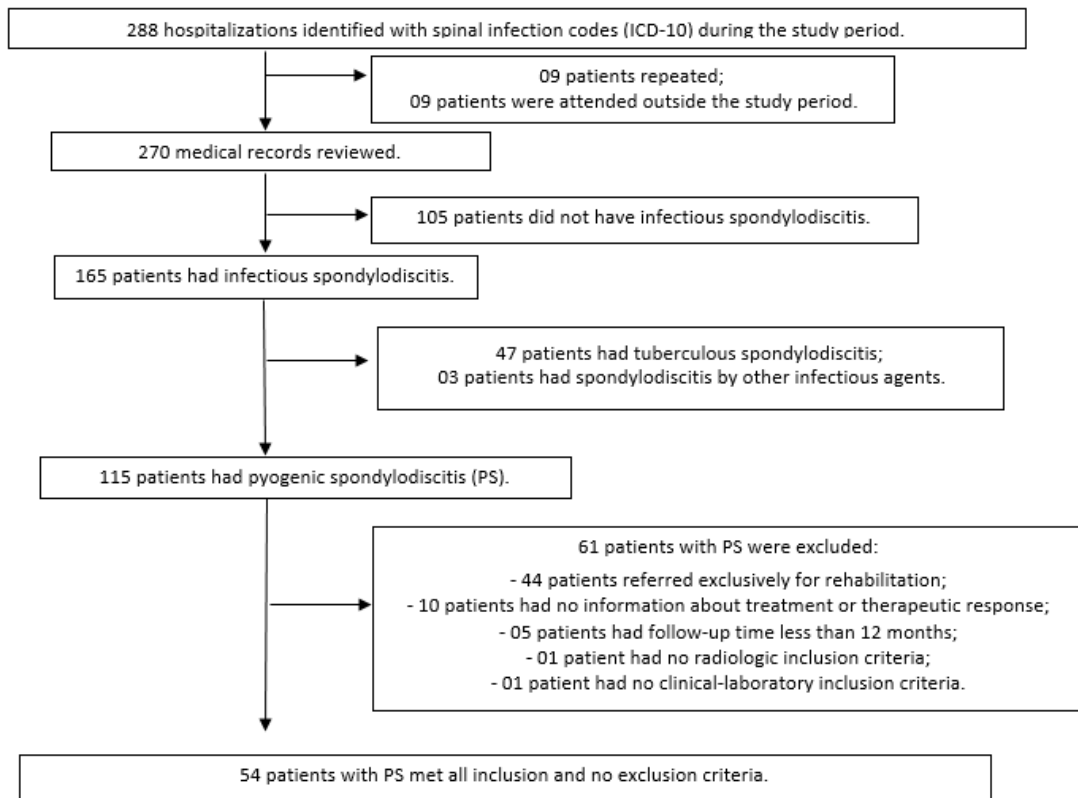 288 hospitalizations identified with spinal infection codes (ICD-10) during the study period.
09 patients repeated;
09 patients were attended outside the study period.
270 medical records reviewed.
105 patients did not have infectious spondylodiscitis.
165 patients had infectious spondylodiscitis.
47 patients had tuberculous spondylodiscitis;
03 patients had spondylodiscitis by other infectious agents.
115 patients had pyogenic spondylodiscitis (PS).
61 patients with PS were excluded:
- 44 patients referred exclusively for rehabilitation;
- 10 patients had no information about treatment or therapeutic response;
- 05 patients had follow-up time less than 12 months;
- 01 patient had no radiologic inclusion criteria;
- 01 patient had no clinical-laboratory inclusion criteria.
54 patients with PS met all inclusion and no exclusion criteria.